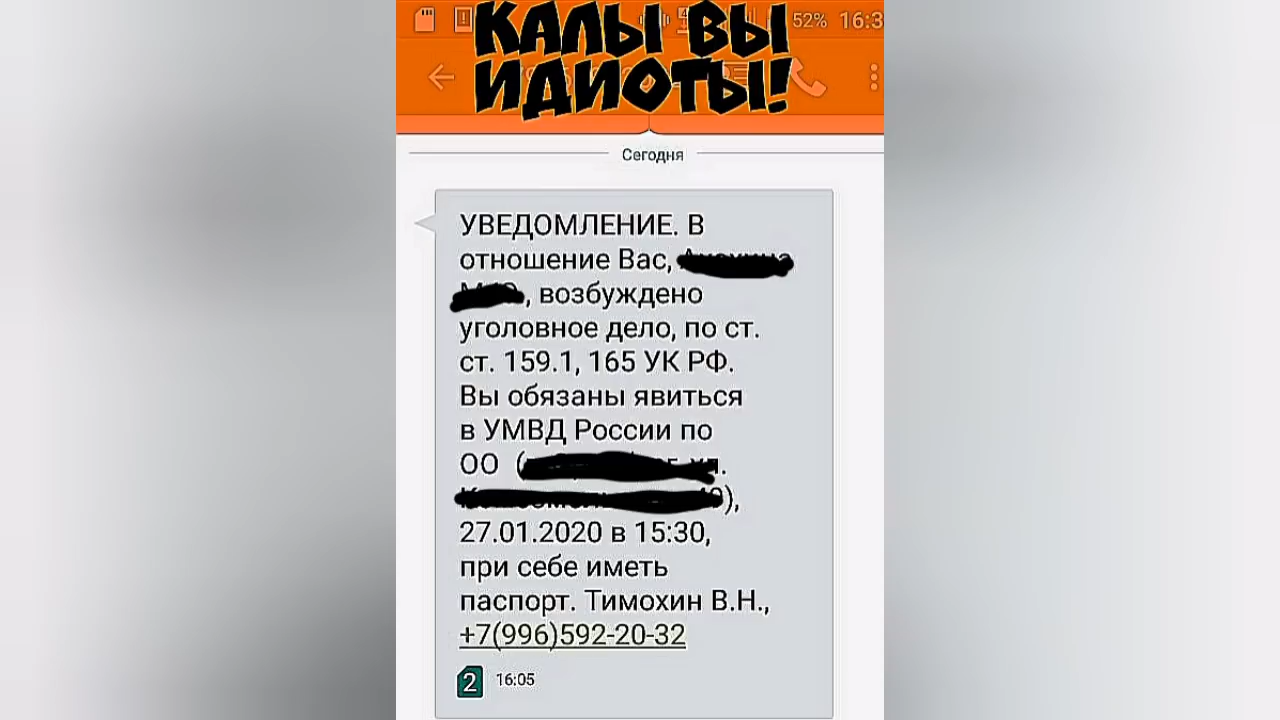 52% 16:3
КАЛЫ ВЫ
ИДИОТЫ!
Сегодня
УВЕДОМЛЕНИЕ. В
отношение Вас,
, возбуждено
уголовное дело, по ст.
ст. 159.1, 165 УК РФ.
Вы обязаны явиться
в УМВД России по
ОО (
),
27.01.2020 в 15:30,
при себе иметь
паспорт. Тимохин В.Н.,
+7(996)592-20-32
2 16:05